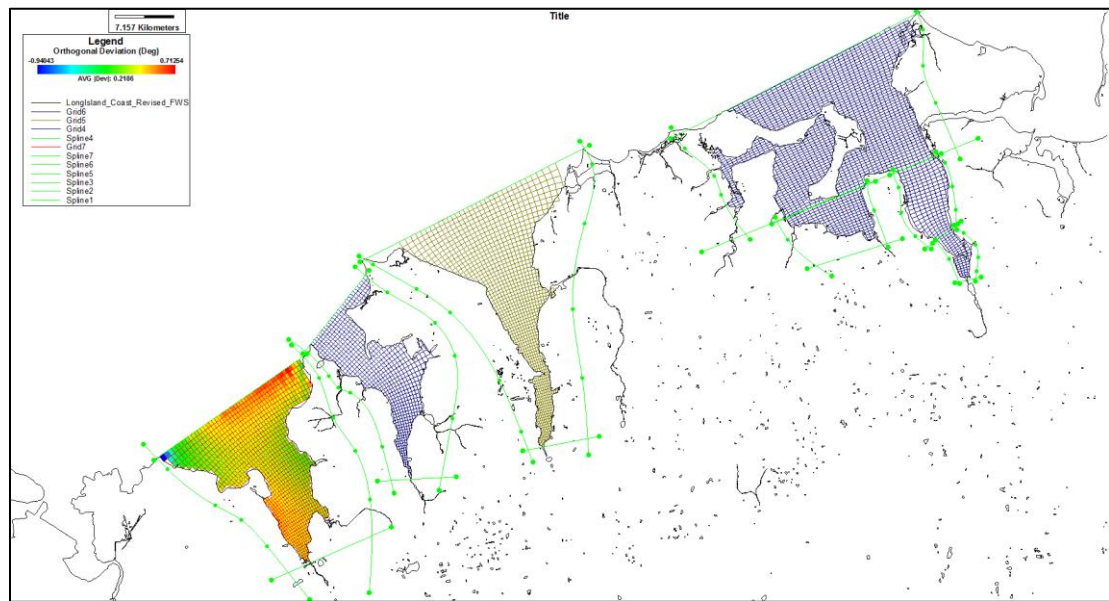 Title
7.157 Kilometers
Legend
Orthogonal Deviation (Deg)
-0.94043 0.71254
AVG (Dev): 0.2186
LongIsland_Coast_Revised_FWS
Grid6
Grid5
Grid4
Spline4
Grid7
Spline7
Spline6
Spline5
Spline3
Spline2
Spline1